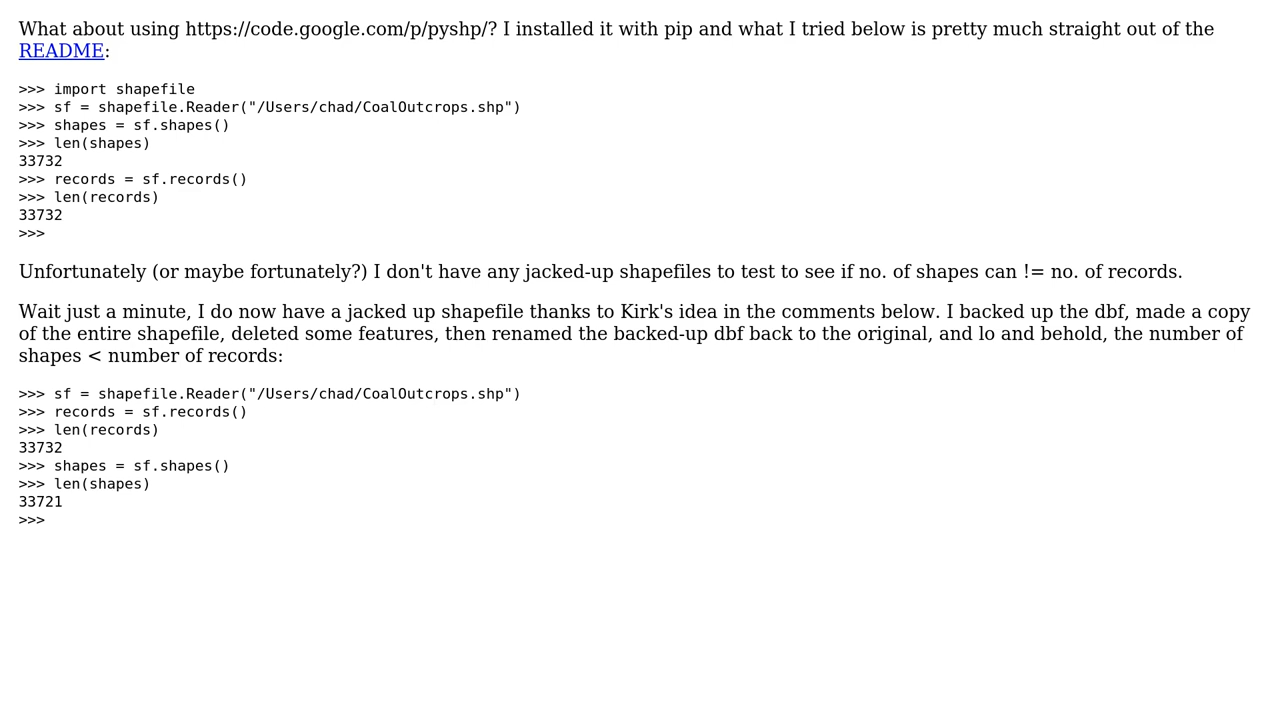 What about using https://code.google.com/p/pyshp/? I installed it with pip and what I tried below is pretty much straight out of the
README:
>>> import shapefile
>>> sf = shapefile.Reader("/Users/chad/CoalOutcrops.shp")
>>> shapes = sf.shapes()
>>> len(shapes)
33732
>>> records = sf.records()
>>> len(records)
33732
>>>
Unfortunately (or maybe fortunately?) I don't have any jacked-up shapefiles to test to see if no. of shapes can != no. of records.
Wait just a minute, I do now have a jacked up shapefile thanks to Kirk's idea in the comments below. I backed up the dbf, made a copy
of the entire shapefile, deleted some features, then renamed the backed-up dbf back to the original, and lo and behold, the number of
shapes < number of records:
>>> sf = shapefile.Reader("/Users/chad/CoalOutcrops.shp")
>>> records = sf.records()
>>> len(records)
33732
>>> shapes = sf.shapes()
>>> len(shapes)
33721
>>>